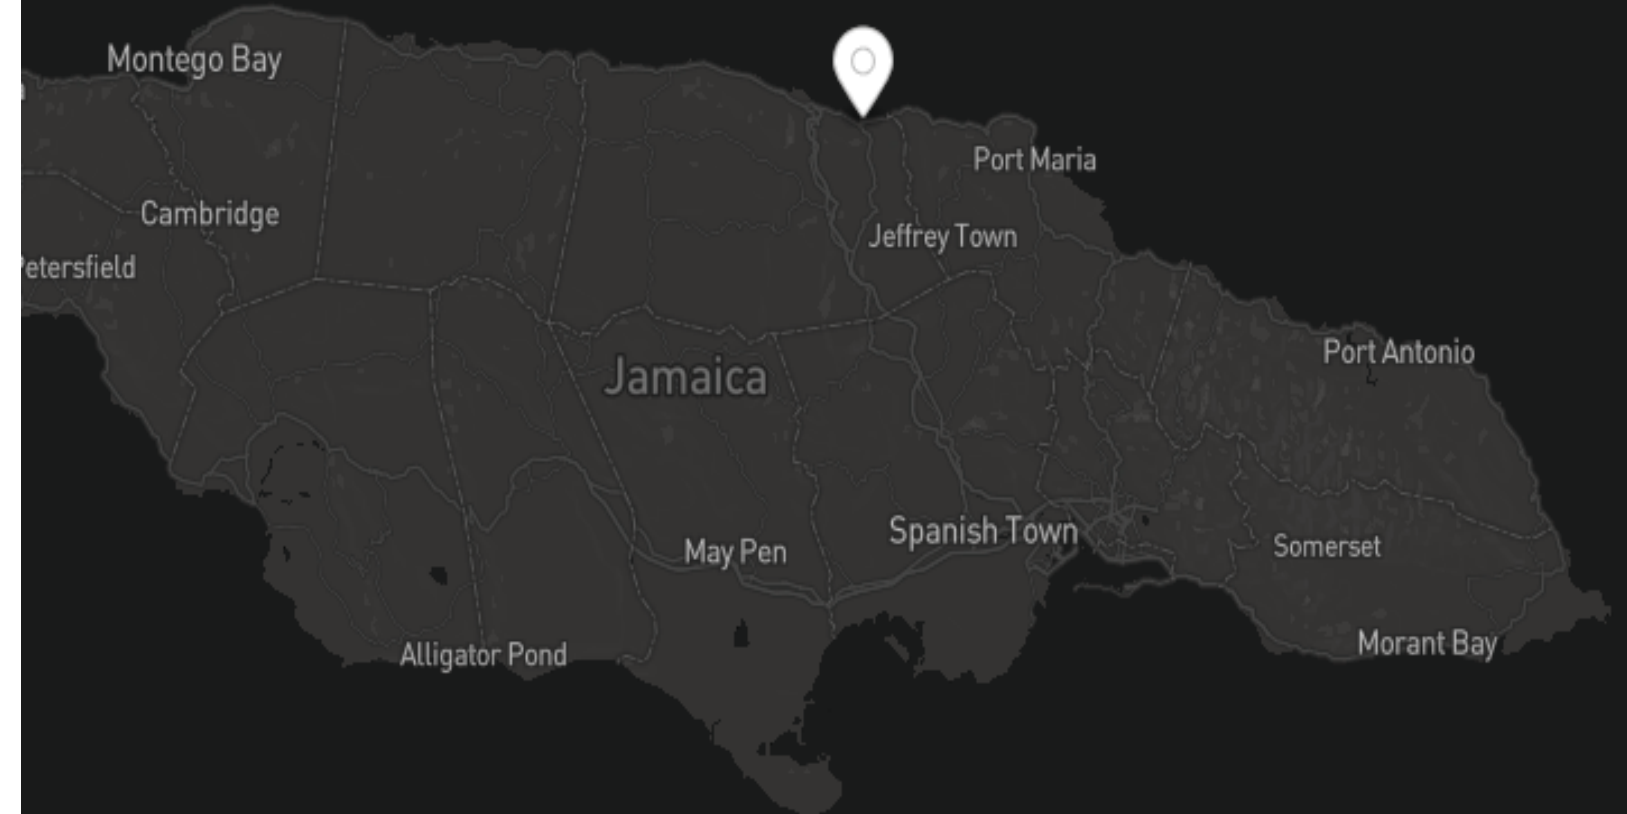 Montego Bay
Port Maria
Cambridge
Jeffrey Town
etersfield
Port Antonio
Jamaica
Spanish Town
May Pen
Somerset
Morant Bay
Alligator Pond